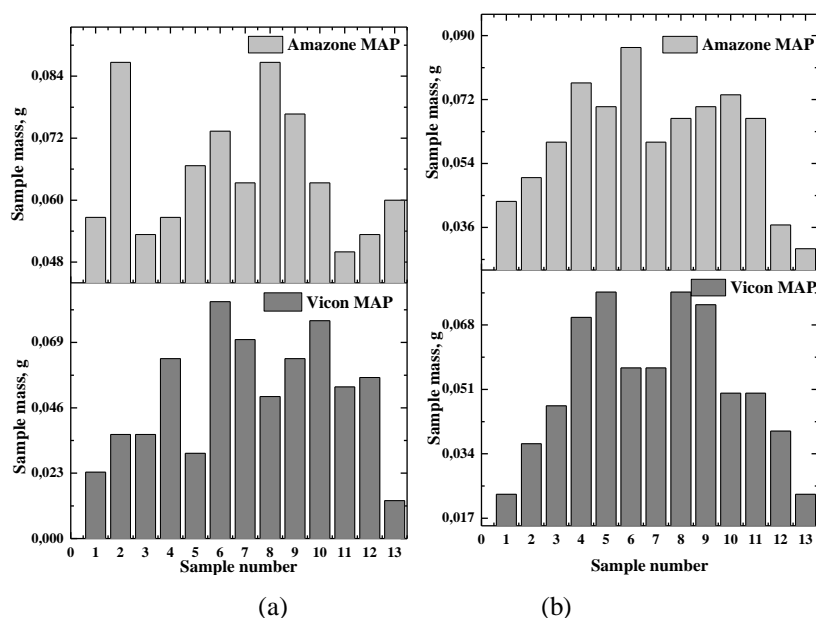 Amazone MAP
0,084
0,072
0,060
0,048
Sample mass, g
Vicon MAP
0,069
0,046
0,023
0,000
Sample mass, g
0 1 2 3 4 5 6 7 8 9 10 11 12 13
Sample number
(a)
Amazone MAP
0,090
0,072
0,054
0,036
Sample mass, g
Vicon MAP
0,068
0,051
0,034
0,017
Sample mass, g
0 1 2 3 4 5 6 7 8 9 10 11 12 13
Sample number
(b)